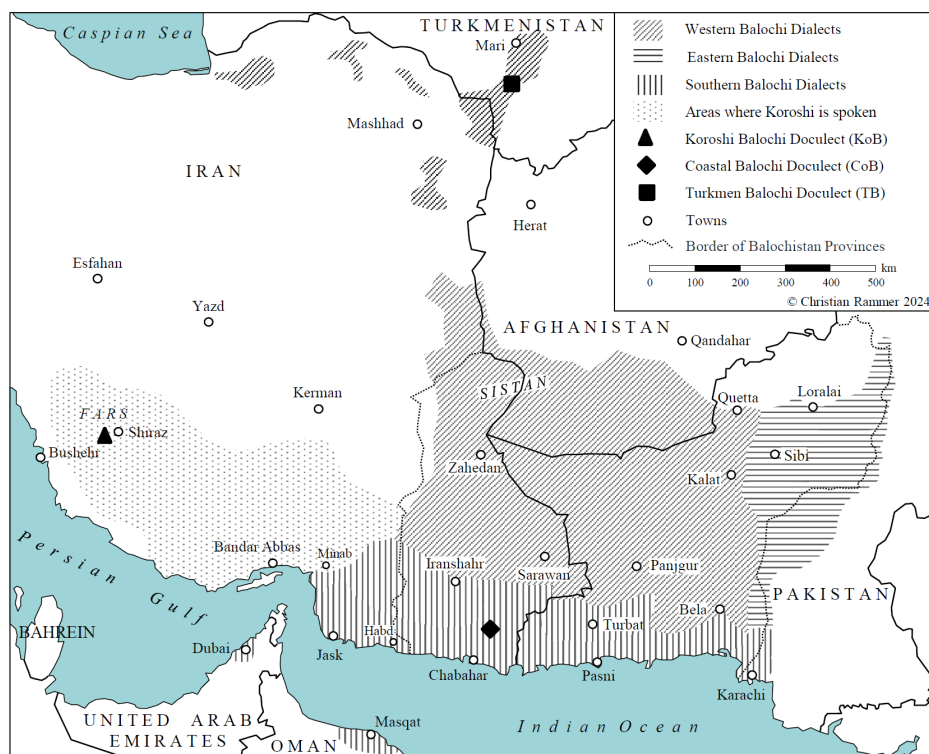 Caspian Sea
TURKMENISTAN
Mari
Mashhad
IRAN
Herat
Esfahan
Yazd
AFGHANISTAN
Qandahar
Kerman
SISTAN
Quetta
Loralai
FARS
Shiraz
Bushehr
Zahedan
Sibi
Kalat
Bandar Abbas
Minab
Iranshahr
Sarawan
Panjgur
Persian
Gulf
PAKISTAN
Bela
BAHREIN
Dubai
Jask
Habd
Turbat
Chabahar
Pasni
Karachi
UNITED ARAB
EMIRATES
Masqat
OMAN
Indian Ocean
Western Balochi Dialects
Eastern Balochi Dialects
Southern Balochi Dialects
Areas where Koroshi is spoken
Koroshi Balochi Doculect (KoB)
Coastal Balochi Doculect (CoB)
Turkmen Balochi Doculect (TB)
Towns
Border of Balochistan Provinces
km
0 100 200 300 400 500
© Christian Rammer 2024